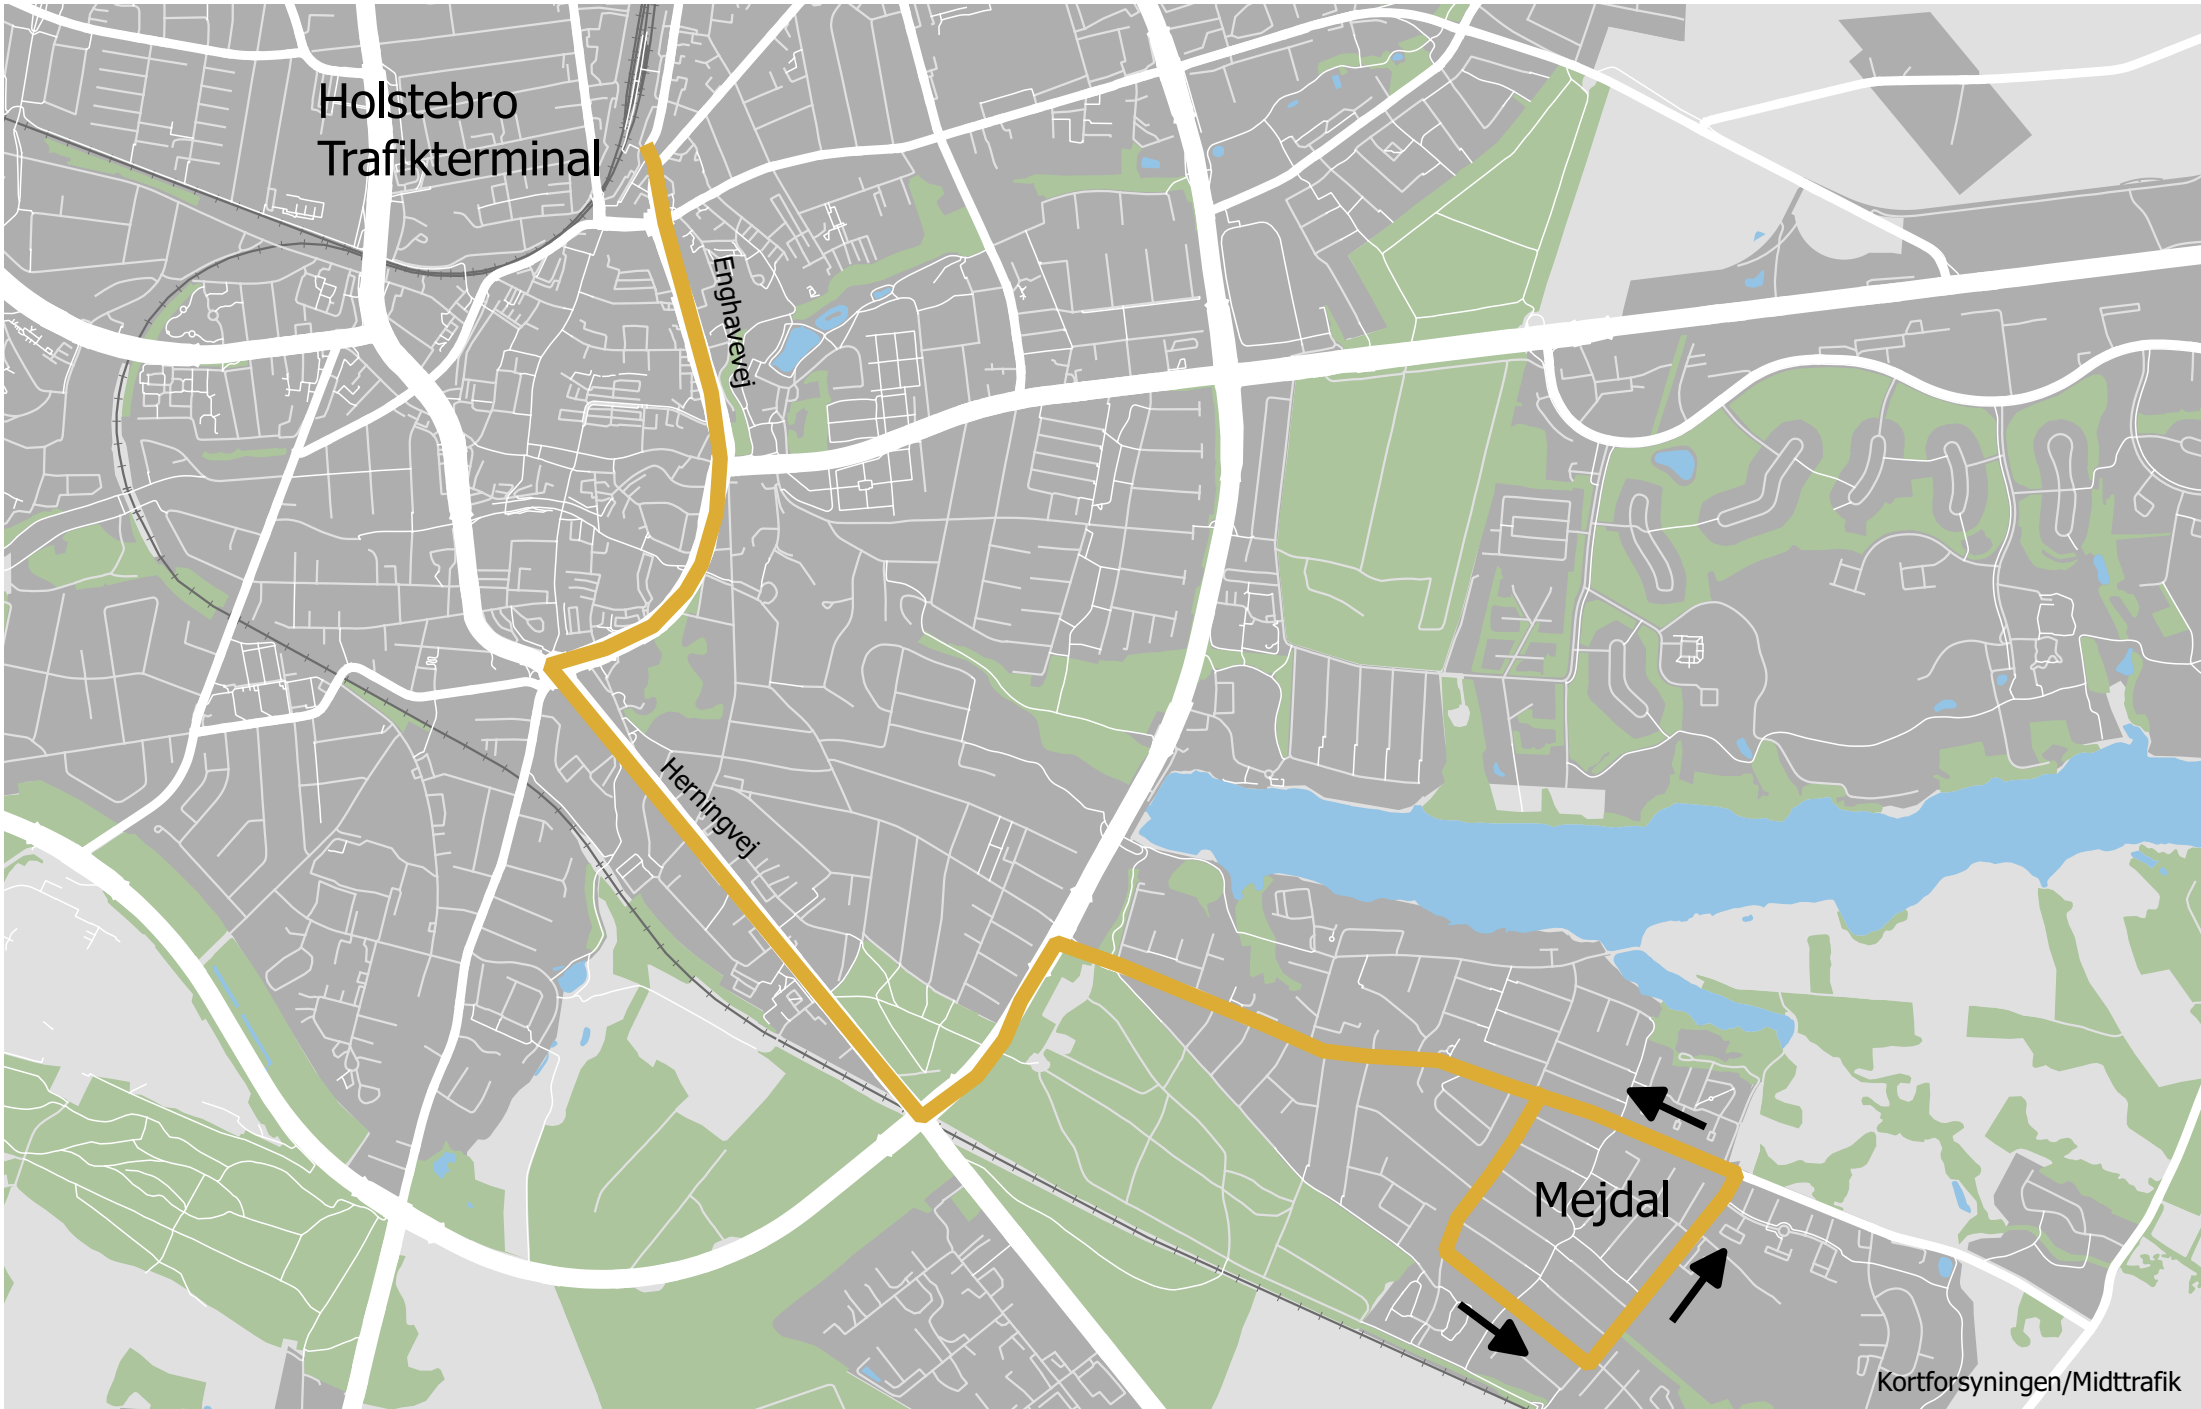 Holstebro
Trafikterminal
Enghavevej
Herningvej
Mejdal
Kortforsyningen/Midttrafik